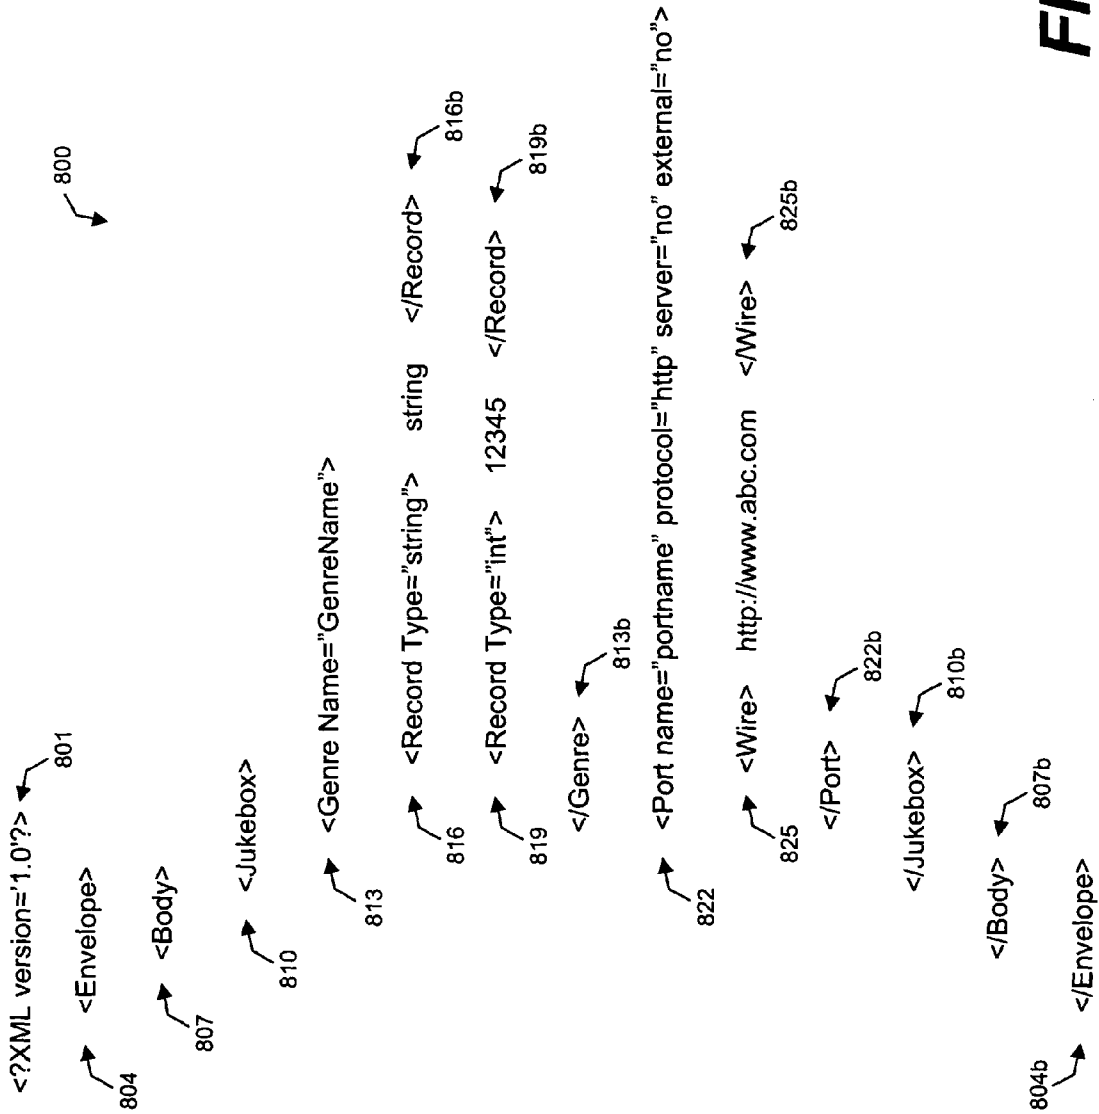 800
<?XML version='1.0'?> 801
804 <Envelope>
807 <Body>
810 <Jukebox>
813 <Genre Name="GenreName">
816 <Record Type="string"> string </Record> 816b
819 <Record Type="int"> 12345 </Record> 819b
</Genre> 813b
822 <Port name="portname" protocol="http" server="no" external="no">
825 <Wire> http://www.abc.com </Wire> 825b
</Port> 822b
</Jukebox> 810b
</Body> 807b
804b </Envelope>